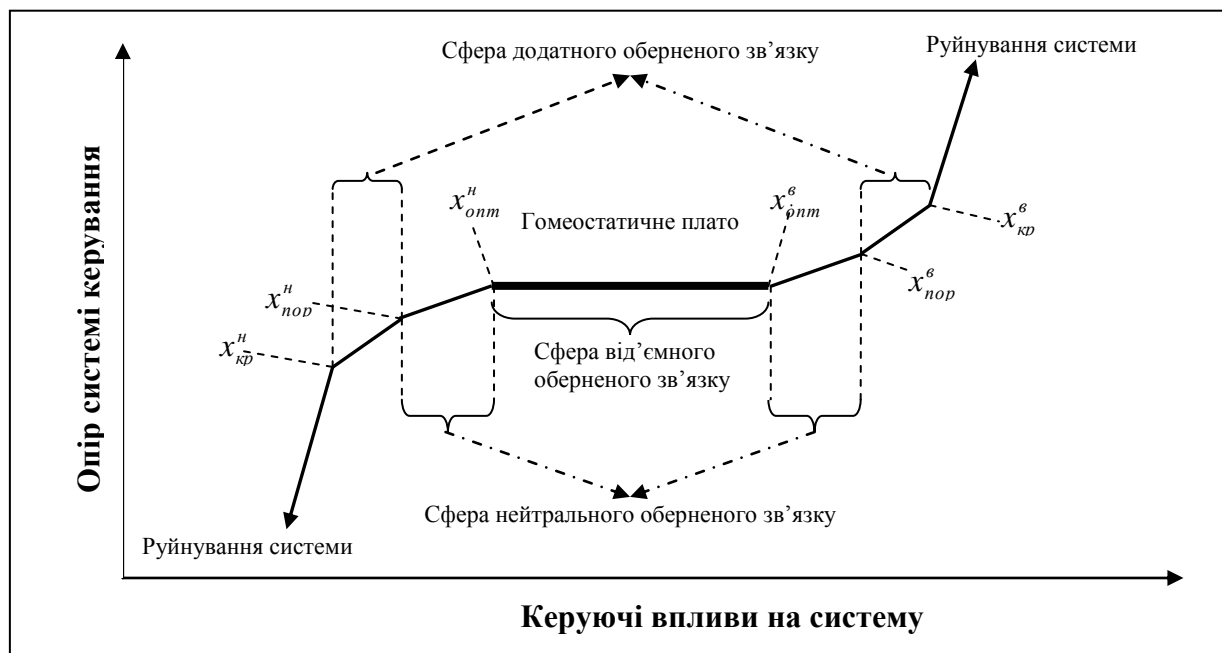 Сфера додатного оберненого зв’язку
Руйнування системи
x^н_опт
Гомеостатичне плато
x^в_опт
x^в_кр
x^н_пор
x^в_пор
x^н_кр
Сфера від’ємного
оберненого зв’язку
Сфера нейтрального оберненого зв’язку
Руйнування системи
Опір системі керування
Керуючі впливи на систему